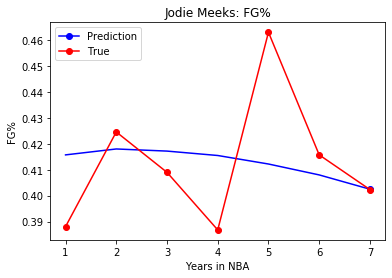 Jodie Meeks: FG%
Prediction
True
0.46
0.45
0.44
0.43
0.42
0.41
0.40
0.39
FG%
1 2 3 4 5 6 7
Years in NBA